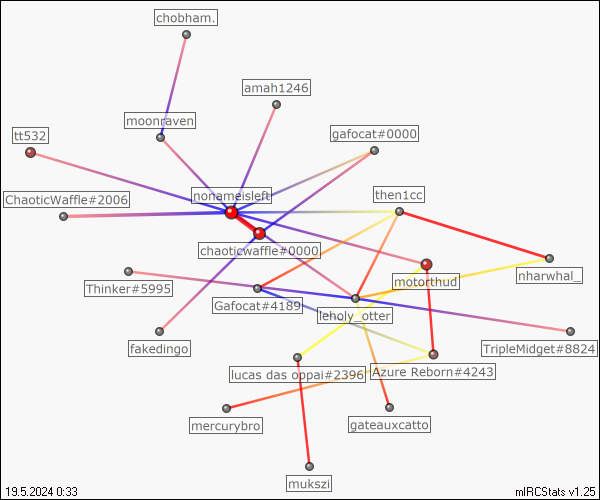 chobham.
amah1246
moonraven
gafocat#0000
tt532
nonameisleft
ChaoticWaffle#2006
then1cc
chaoticwaffle#0000
nharwhal_
motorthud
Thinker#5995
Gafocat#4189
leholy_otter
fakedingo
TripleMidget#8824
lucas das oppai#2396
Azure Reborn#4243
mercurybro
gateauxcatto
mukszi
19.5.2024 0:33
mIRCStats v1.25